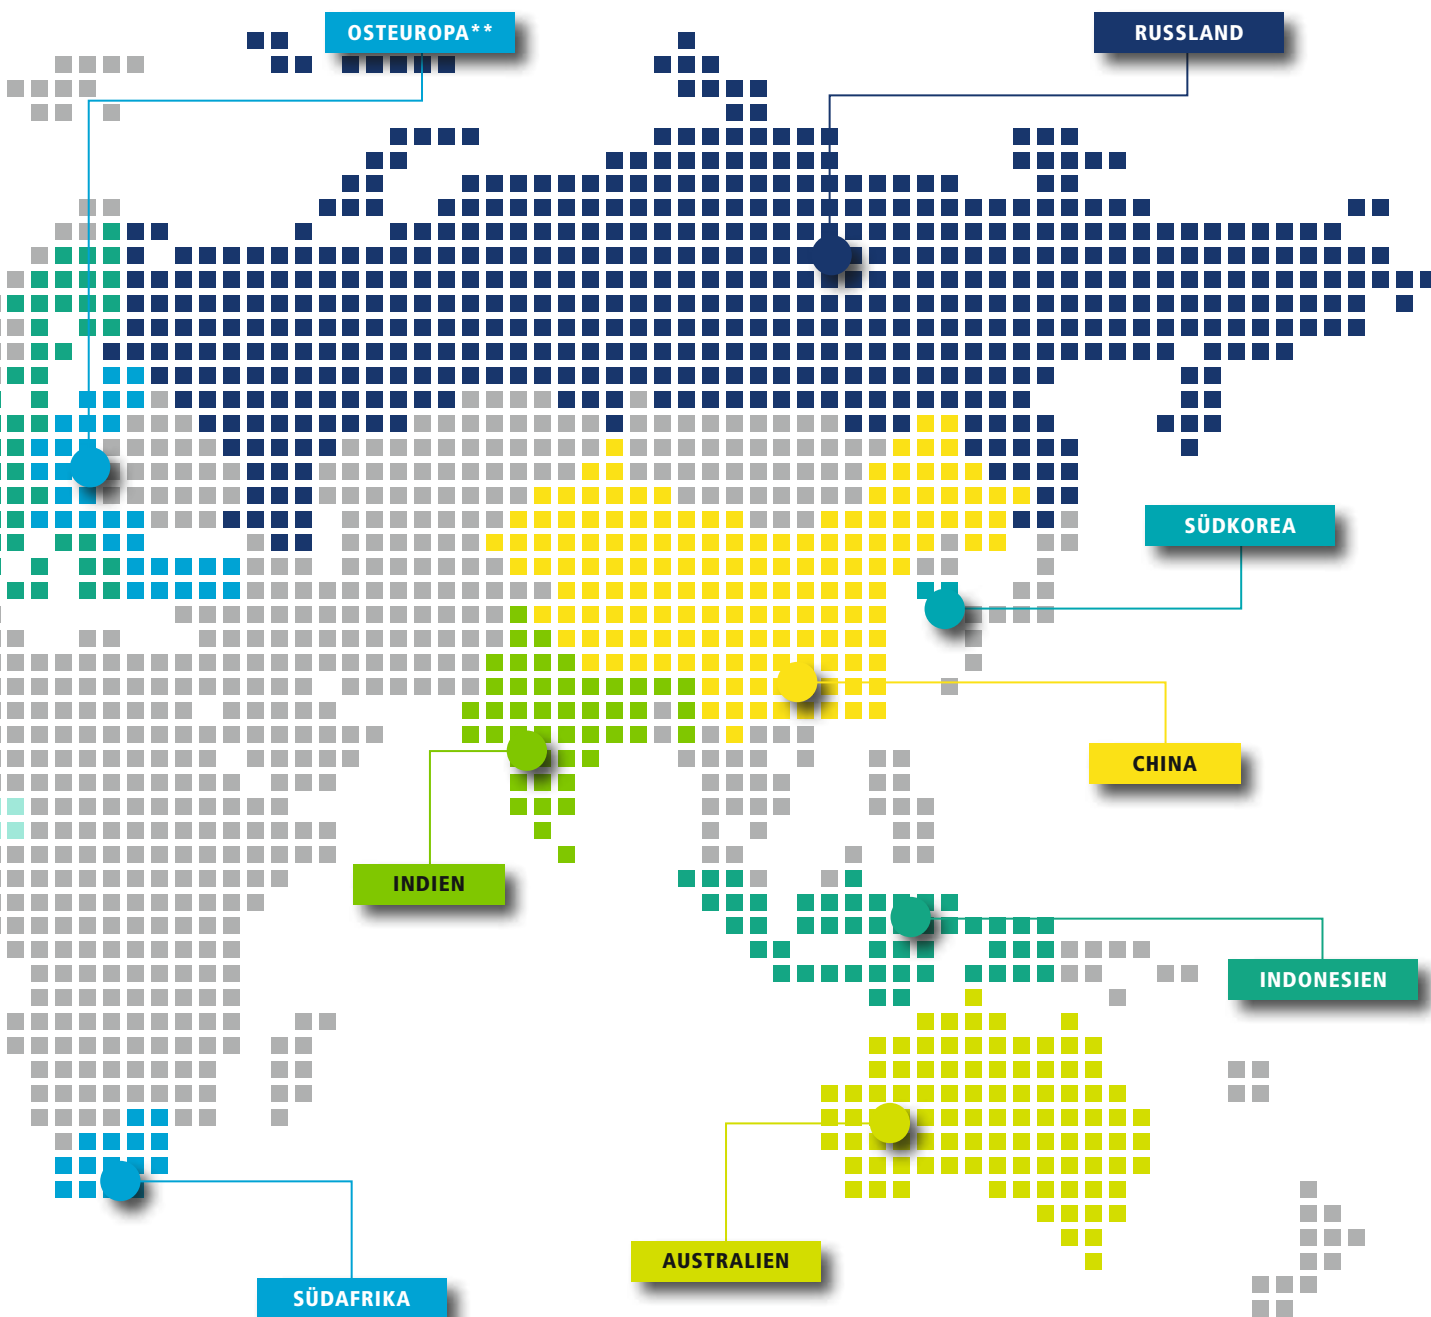 OSTEUROPA**
RUSSLAND
SÜDKOREA
CHINA
INDIEN
INDONESIEN
AUSTRALIEN
SÜDAFRIKA